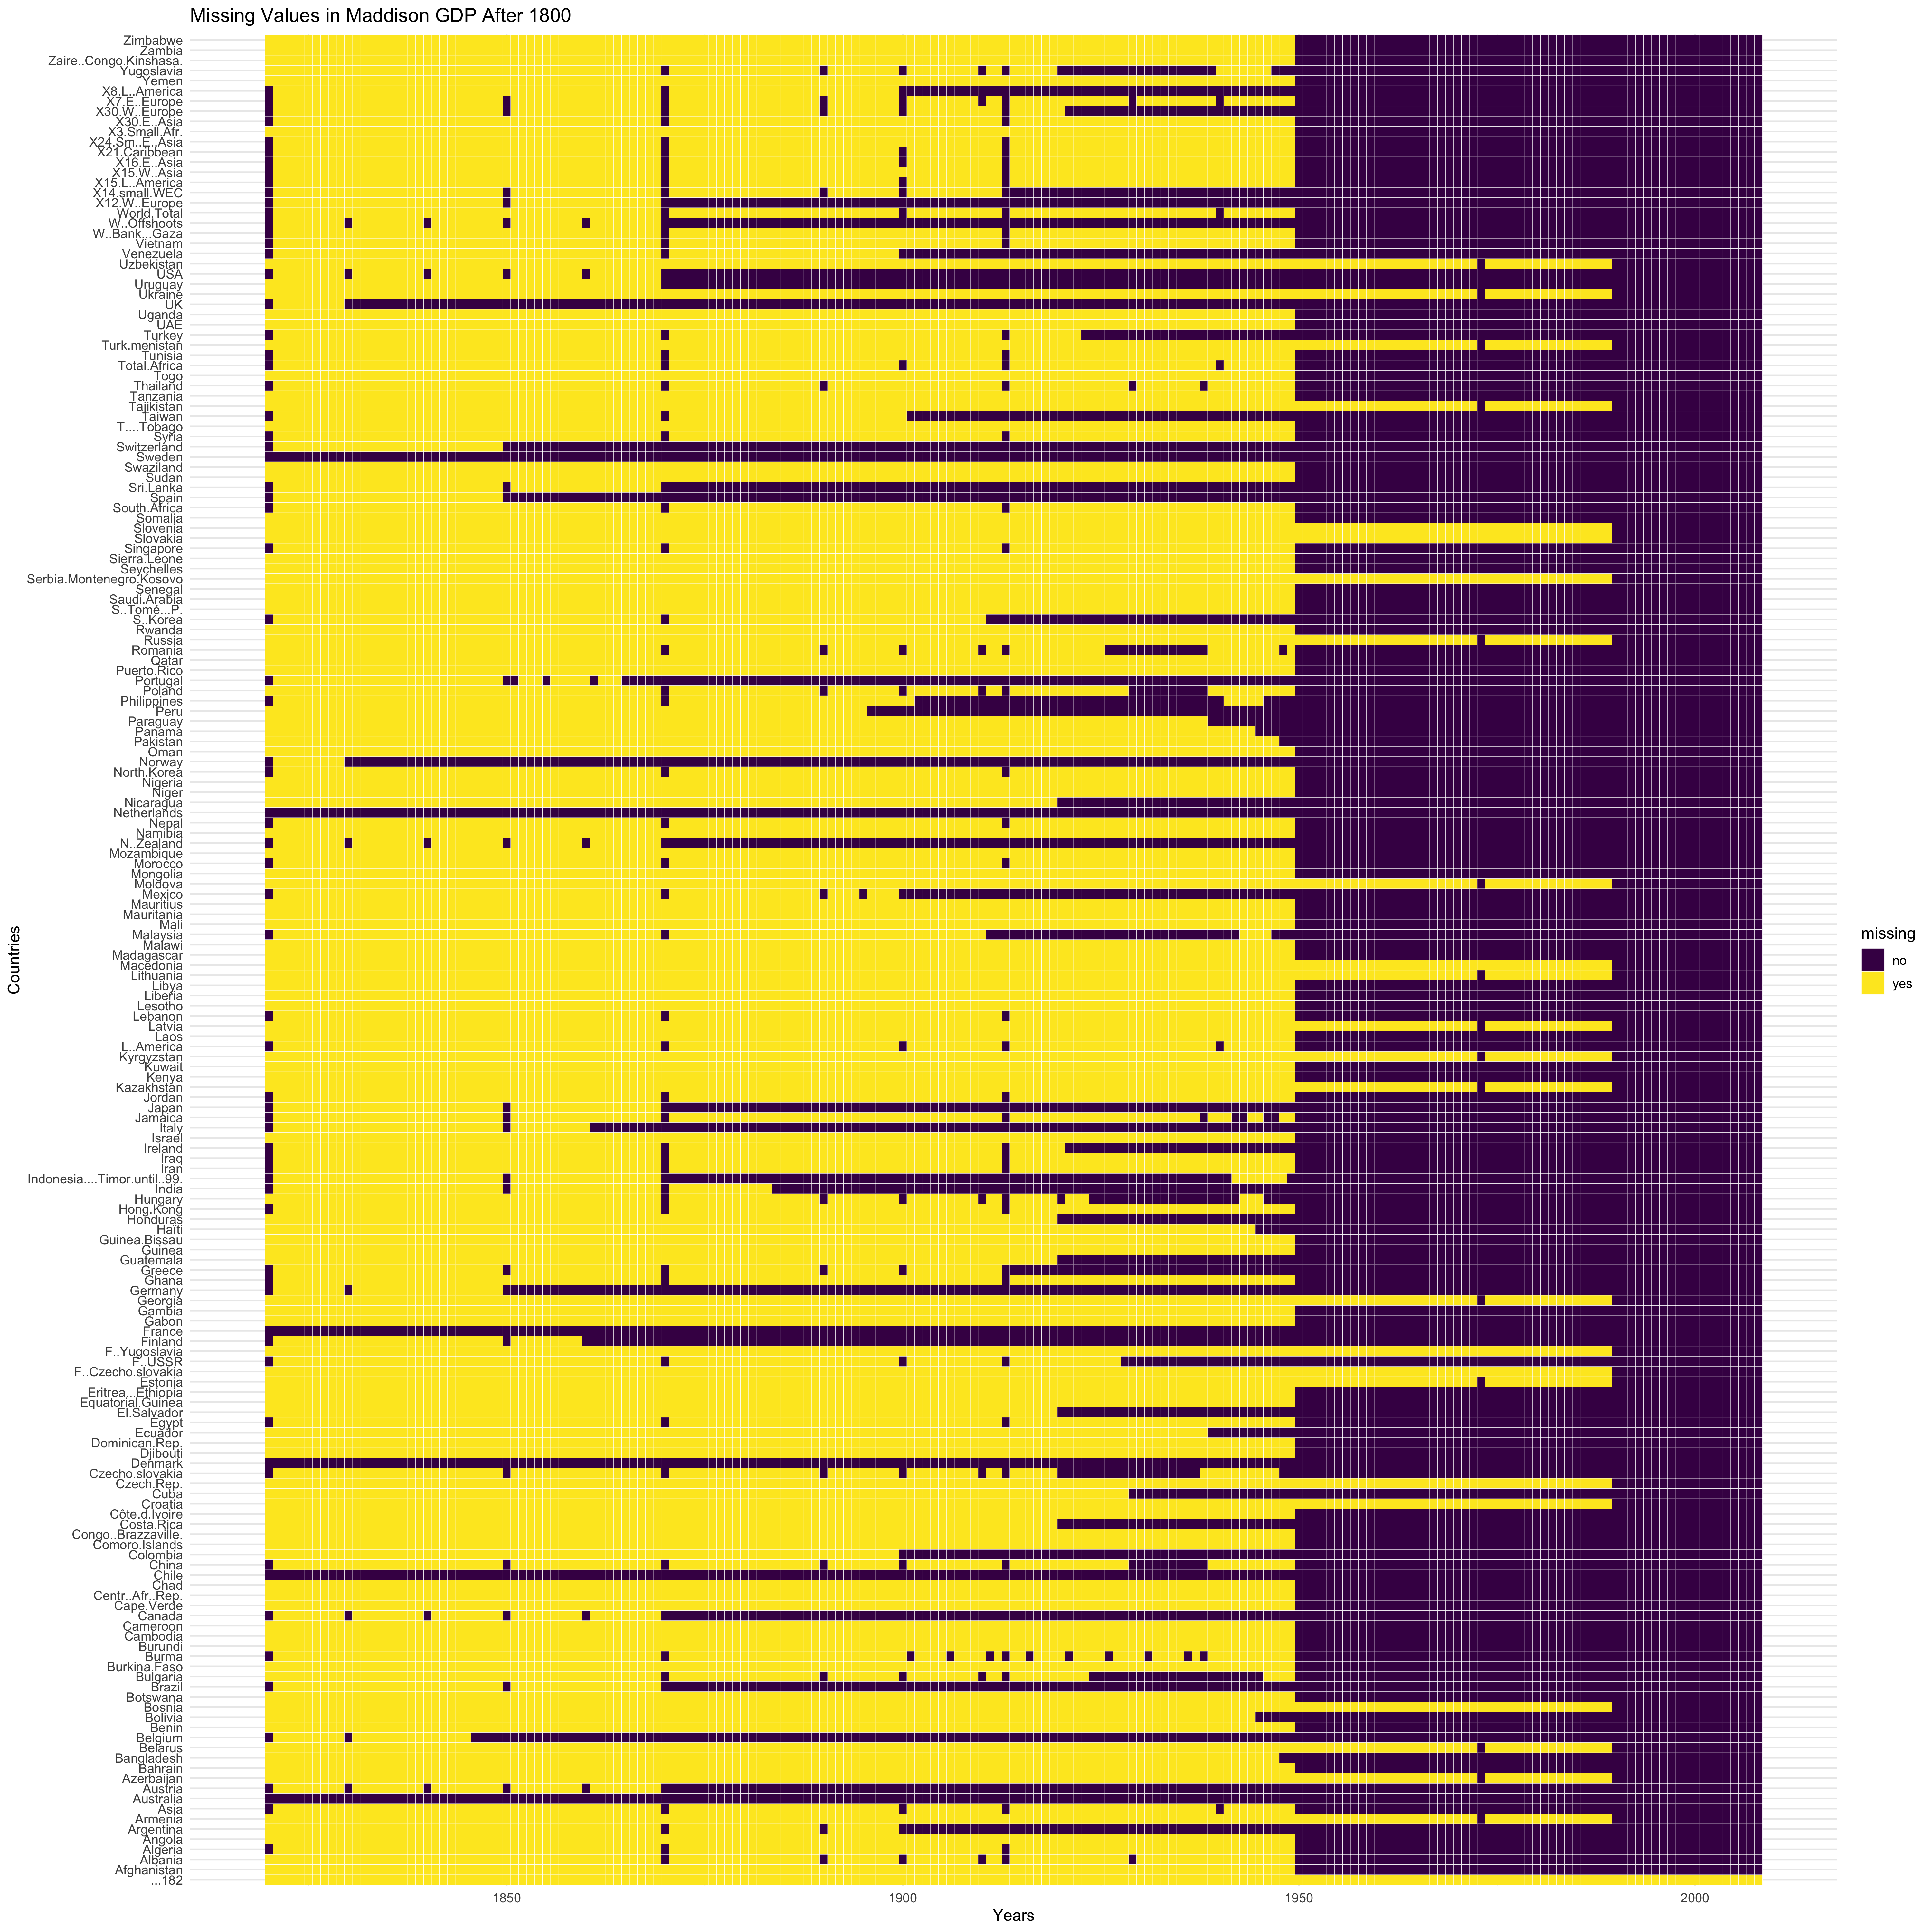 Missing Values in Maddison GDP After 1800
Zimbabwe
Zambia
Zaire..Congo.Kinshasa.
Yugoslavia
Yemen
X8.L..America
X7.E..Europe
X30.W..Europe
X30.E..Asia
X3.Small.Afr.
X24.Sm..E..Asia
X21.Caribbean
X16.E..Asia
X15.W..Asia
X15.L..America
X14.small.WEC
X12.W..Europe
World.Total
W..Offshoots
W..Bank...Gaza
Vietnam
Venezuela
Uzbekistan
USA
Uruguay
Ukraine
UK
Uganda
UAE
Turkey
Turk.menistan
Tunisia
Total.Africa
Togo
Thailand
Tanzania
Tajikistan
Taiwan
T....Tobago
Syria
Switzerland
Sweden
Swaziland
Sudan
Sri.Lanka
Spain
South.Africa
Somalia
Slovenia
Slovakia
Singapore
Sierra.Leone
Seychelles
Serbia.Montenegro.Kosovo
Senegal
Saudi.Arabia
S..Tomé...P.
S..Korea
Rwanda
Russia
Romania
Qatar
Puerto.Rico
Portugal
Poland
Philippines
Peru
Paraguay
Panama
Pakistan
Oman
Norway
North.Korea
Nigeria
Niger
Nicaragua
Netherlands
Nepal
Namibia
N..Zealand
Mozambique
Morocco
Mongolia
Moldova
Mexico
Mauritius
Mauritania
Mali
Malaysia
Malawi
Madagascar
Macedonia
Lithuania
Libya
Liberia
Lesotho
Lebanon
Latvia
Laos
L..America
Kyrgyzstan
Kuwait
Kenya
Kazakhstan
Jordan
Japan
Jamaica
Italy
Israel
Ireland
Iraq
Iran
Indonesia....Timor.until..99.
India
Hungary
Hong.Kong
Honduras
Haïti
Guinea.Bissau
Guinea
Guatemala
Greece
Ghana
Germany
Georgia
Gambia
Gabon
France
Finland
F..Yugoslavia
F..USSR
F..Czecho.slovakia
Estonia
Eritrea...Ethiopia
Equatorial.Guinea
El.Salvador
Egypt
Ecuador
Dominican.Rep.
Djibouti
Denmark
Czecho.slovakia
Czech.Rep.
Cuba
Croatia
Côte.d.Ivoire
Costa.Rica
Congo..Brazzaville.
Comoro.Islands
Colombia
China
Chile
Chad
Centr..Afr..Rep.
Cape.Verde
Canada
Cameroon
Cambodia
Burundi
Burma
Burkina.Faso
Bulgaria
Brazil
Botswana
Bosnia
Bolivia
Benin
Belgium
Belarus
Bangladesh
Bahrain
Azerbaijan
Austria
Australia
Asia
Armenia
Argentina
Angola
Algeria
Albania
Afghanistan
...182
Countries
1850 1900 1950 2000
Years
missing
no
yes